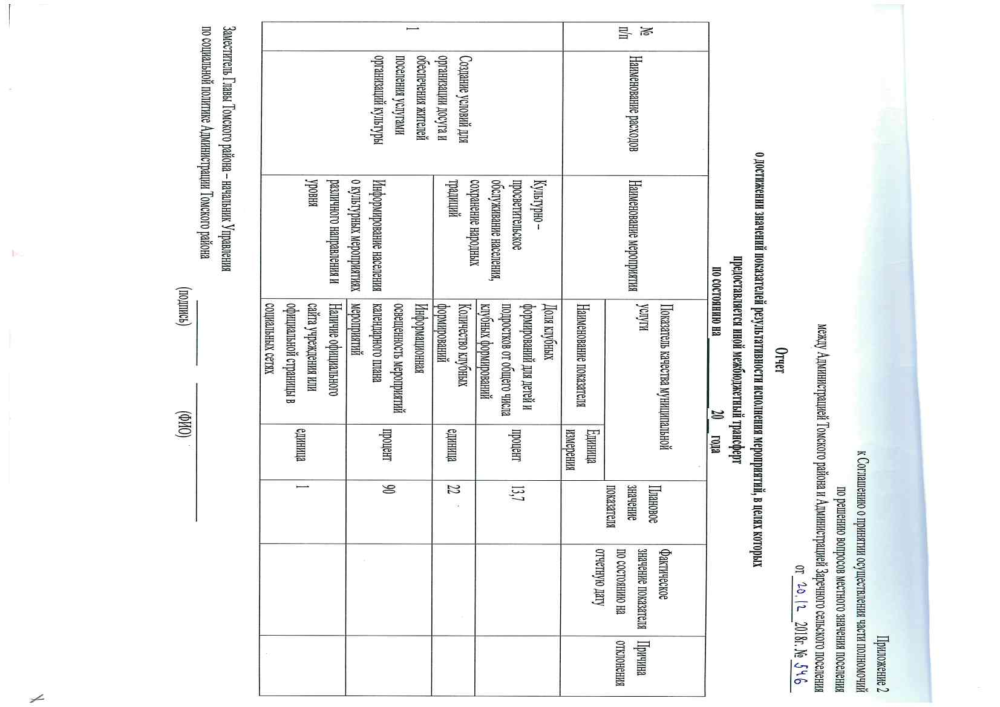 Приложение 2
к Соглашению о принятии осуществления части полномочий
по решению вопросов местного значения поселения
между Администрацией Томского района и Администрацией Заречного сельского поселения
от 20.12 2018г. № 546
Отчет
о достижении значений показателей результативности исполнения мероприятий, в целях которых
предоставляется иной межбюджетный трансферт
по состоянию на ____________ 20 __ года
№
п/п
Наименование расходов
Наименование мероприятия
Показатель качества муниципальной
услуги
Наименование показателя
Единица
измерения
Плановое
значение
показателя
Фактическое
значение показателя
по состоянию на
отчетную дату
Причина
отклонения
1
Создание условий для
организации досуга и
обеспечения жителей
поселения услугами
организаций культуры
Культурно –
просветительское
обслуживание населения,
сохранение народных
традиций
Доля клубных
формирований для детей и
подростков от общего числа
клубных формирований
процент
13,7
Количество клубных
формирований
единица
22
Информирование населения
о культурных мероприятиях
различного направления и
уровня
Информационная
освещенность мероприятий
календарного плана
мероприятий
процент
90
Наличие официального
сайта учреждения или
официальной страницы в
социальных сетях
единица
1
Заместитель Главы Томского района – начальник Управления
по социальной политике Администрации Томского района
(подпись)
(ФИО)